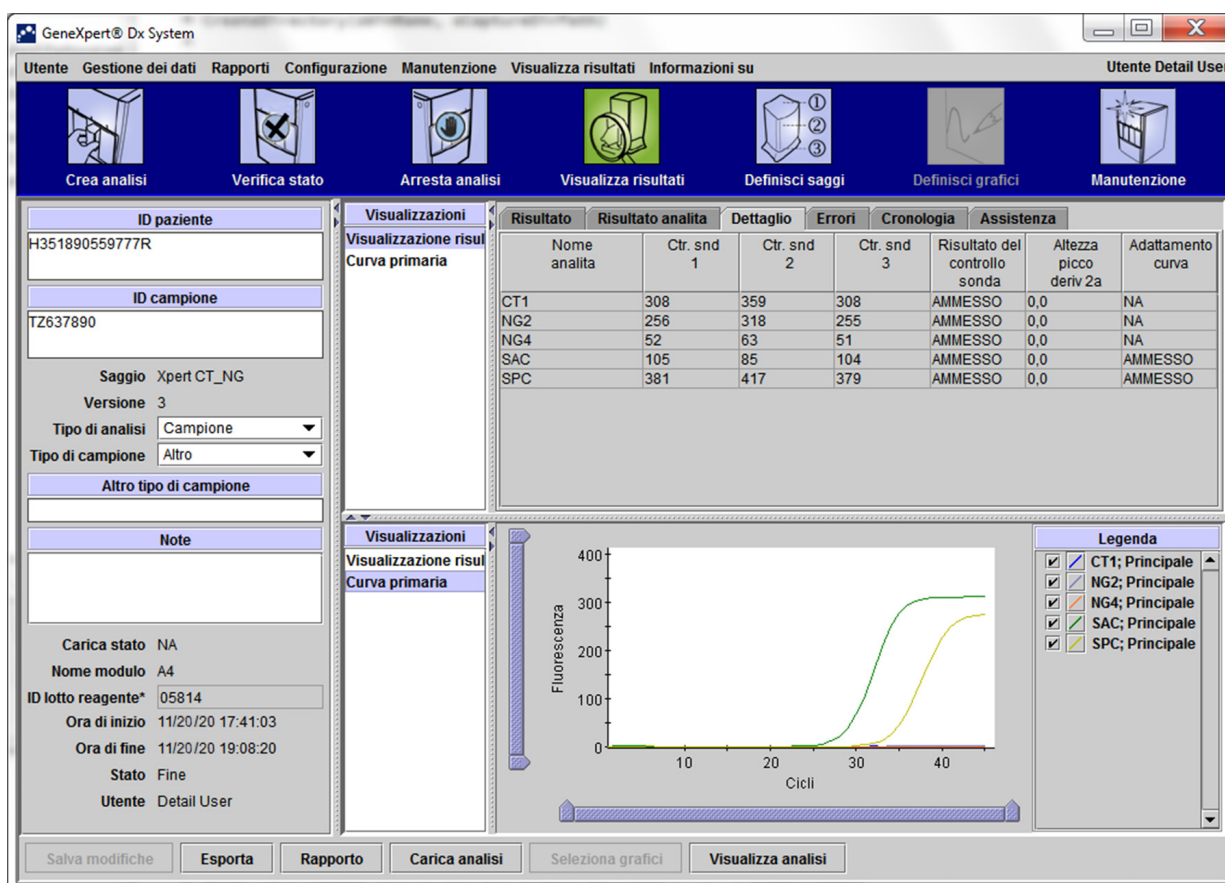 GeneXpert® Dx System
Utente Gestione dei dati Rapporti Configurazione Manutenzione Visualizza risultati Informazioni su Utente Detail User
Crea analisi Verifica stato Arresta analisi Visualizza risultati Definisci saggi Definisci grafici Manutenzione
ID paziente
H351890559777R
ID campione
TZ637890
Saggio Xpert CT_NG
Versione 3
Tipo di analisi Campione
Tipo di campione Altro
Altro tipo di campione
Note
Carica stato NA
Nome modulo A4
ID lotto reagente* 05814
Ora di inizio 11/20/20 17:41:03
Ora di fine 11/20/20 19:08:20
Stato Fine
Utente Detail User
Visualizzazioni
Visualizzazione risul
Curva primaria
Risultato Risultato analita Dettaglio Errori Cronologia Assistenza
Nome analita Ctr. snd 1 Ctr. snd 2 Ctr. snd 3 Risultato del controllo sonda Altezza picco deriv 2a Adattamento curva
CT1 308 359 308 AMMESSO 0,0 NA
NG2 256 318 255 AMMESSO 0,0 NA
NG4 52 63 51 AMMESSO 0,0 NA
SAC 105 85 104 AMMESSO 0,0 AMMESSO
SPC 381 417 379 AMMESSO 0,0 AMMESSO
Visualizzazioni
Visualizzazione risul
Curva primaria
Fluorescenza
400
300
200
100
0
10 20 30 40
Cicli
Legenda
CT1; Principale
NG2; Principale
NG4; Principale
SAC; Principale
SPC; Principale
Salva modifiche Esporta Rapporto Carica analisi Seleziona grafici Visualizza analisi